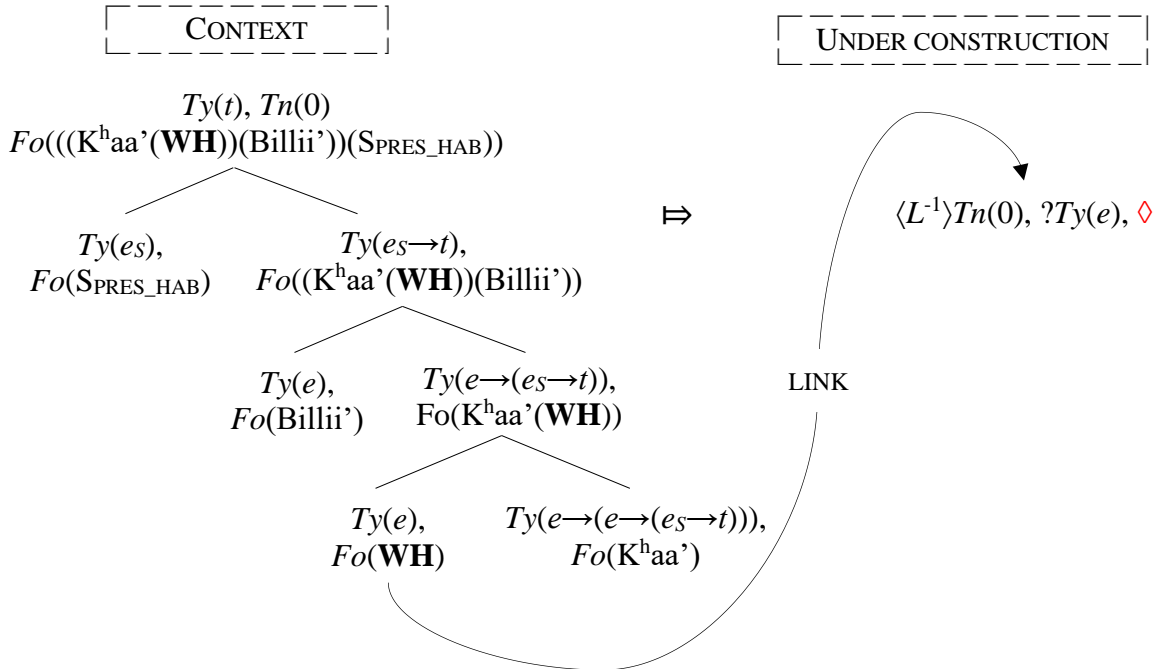 CONTEXT
UNDER CONSTRUCTION
Ty(t), Tn(0)
Fo(((Kʰaa’(WH))(Billii’))(SPRES_HAB))
⤇
⟨L⁻¹⟩Tn(0), ?Ty(e), ◊
Ty(eS),
Fo(SPRES_HAB)
Ty(eS→t),
Fo((Kʰaa’(WH))(Billii’))
Ty(e),
Fo(Billii’)
Ty(e→(eS→t)),
Fo(Kʰaa’(WH))
LINK
Ty(e),
Fo(WH)
Ty(e→(e→(eS→t))),
Fo(Kʰaa’)